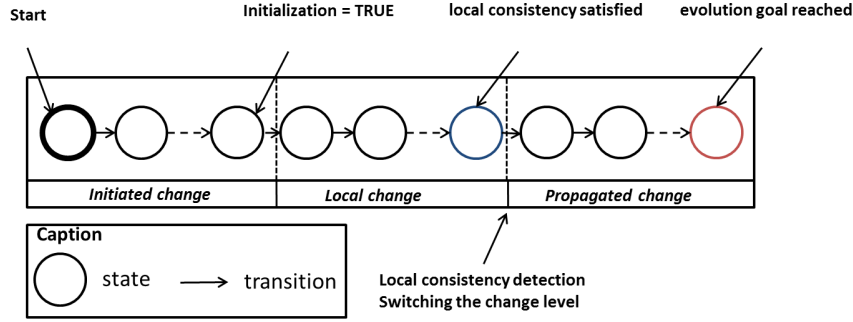 Start
Initialization = TRUE
local consistency satisfied
evolution goal reached
Initiated change
Local change
Propagated change
Caption
state
transition
Local consistency detection
Switching the change level